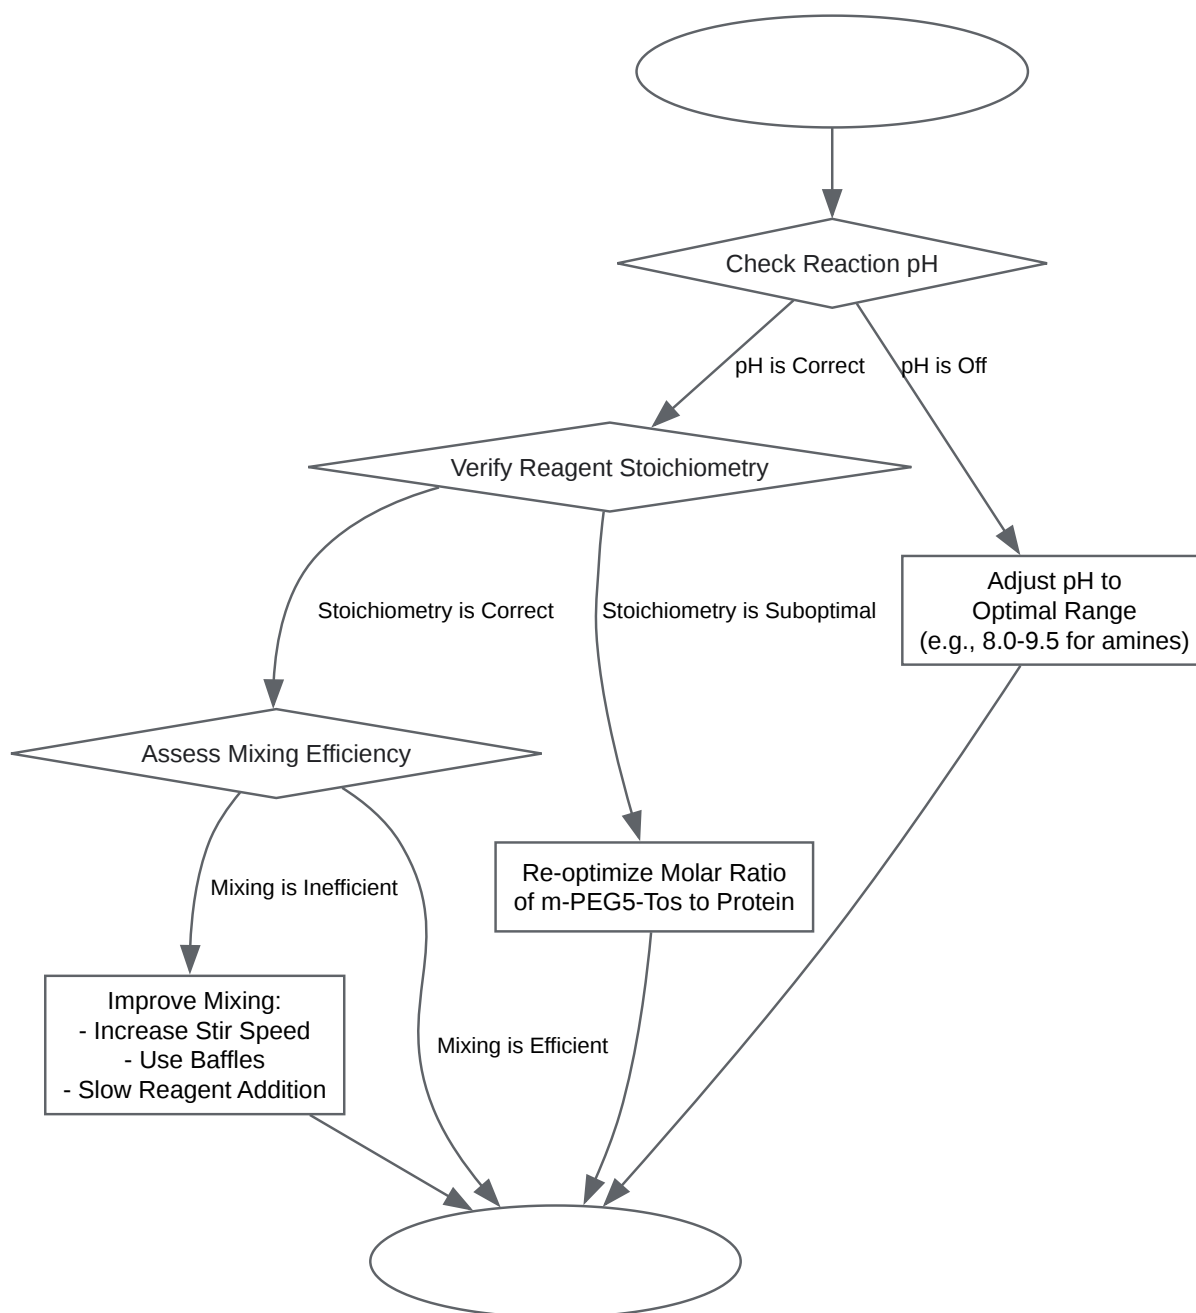 Check Reaction pH
pH is Correct
pH is Off
Verify Reagent Stoichiometry
Stoichiometry is Correct
Stoichiometry is Suboptimal
Adjust pH to
Optimal Range
(e.g., 8.0-9.5 for amines)
Assess Mixing Efficiency
Mixing is Inefficient
Re-optimize Molar Ratio
of m-PEG5-Tos to Protein
Improve Mixing:
- Increase Stir Speed
- Use Baffles
- Slow Reagent Addition
Mixing is Efficient